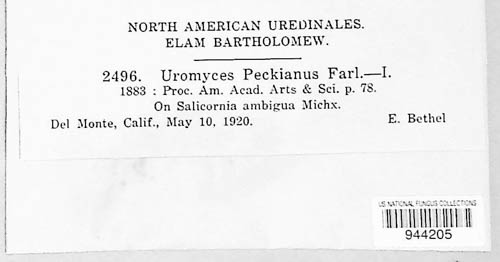 NORTH AMERICAN UREDINALES.
ELAM BARTHOLOMEW.
2496. Uromyces Peckianus Farl.—I.
1883 : Proc. Am. Acad. Arts & Sci. p. 78.
On Salicornia ambigua Michx.
Del Monte, Calif., May 10, 1920. E. Bethel
US NATIONAL FUNGUS COLLECTIONS
944205